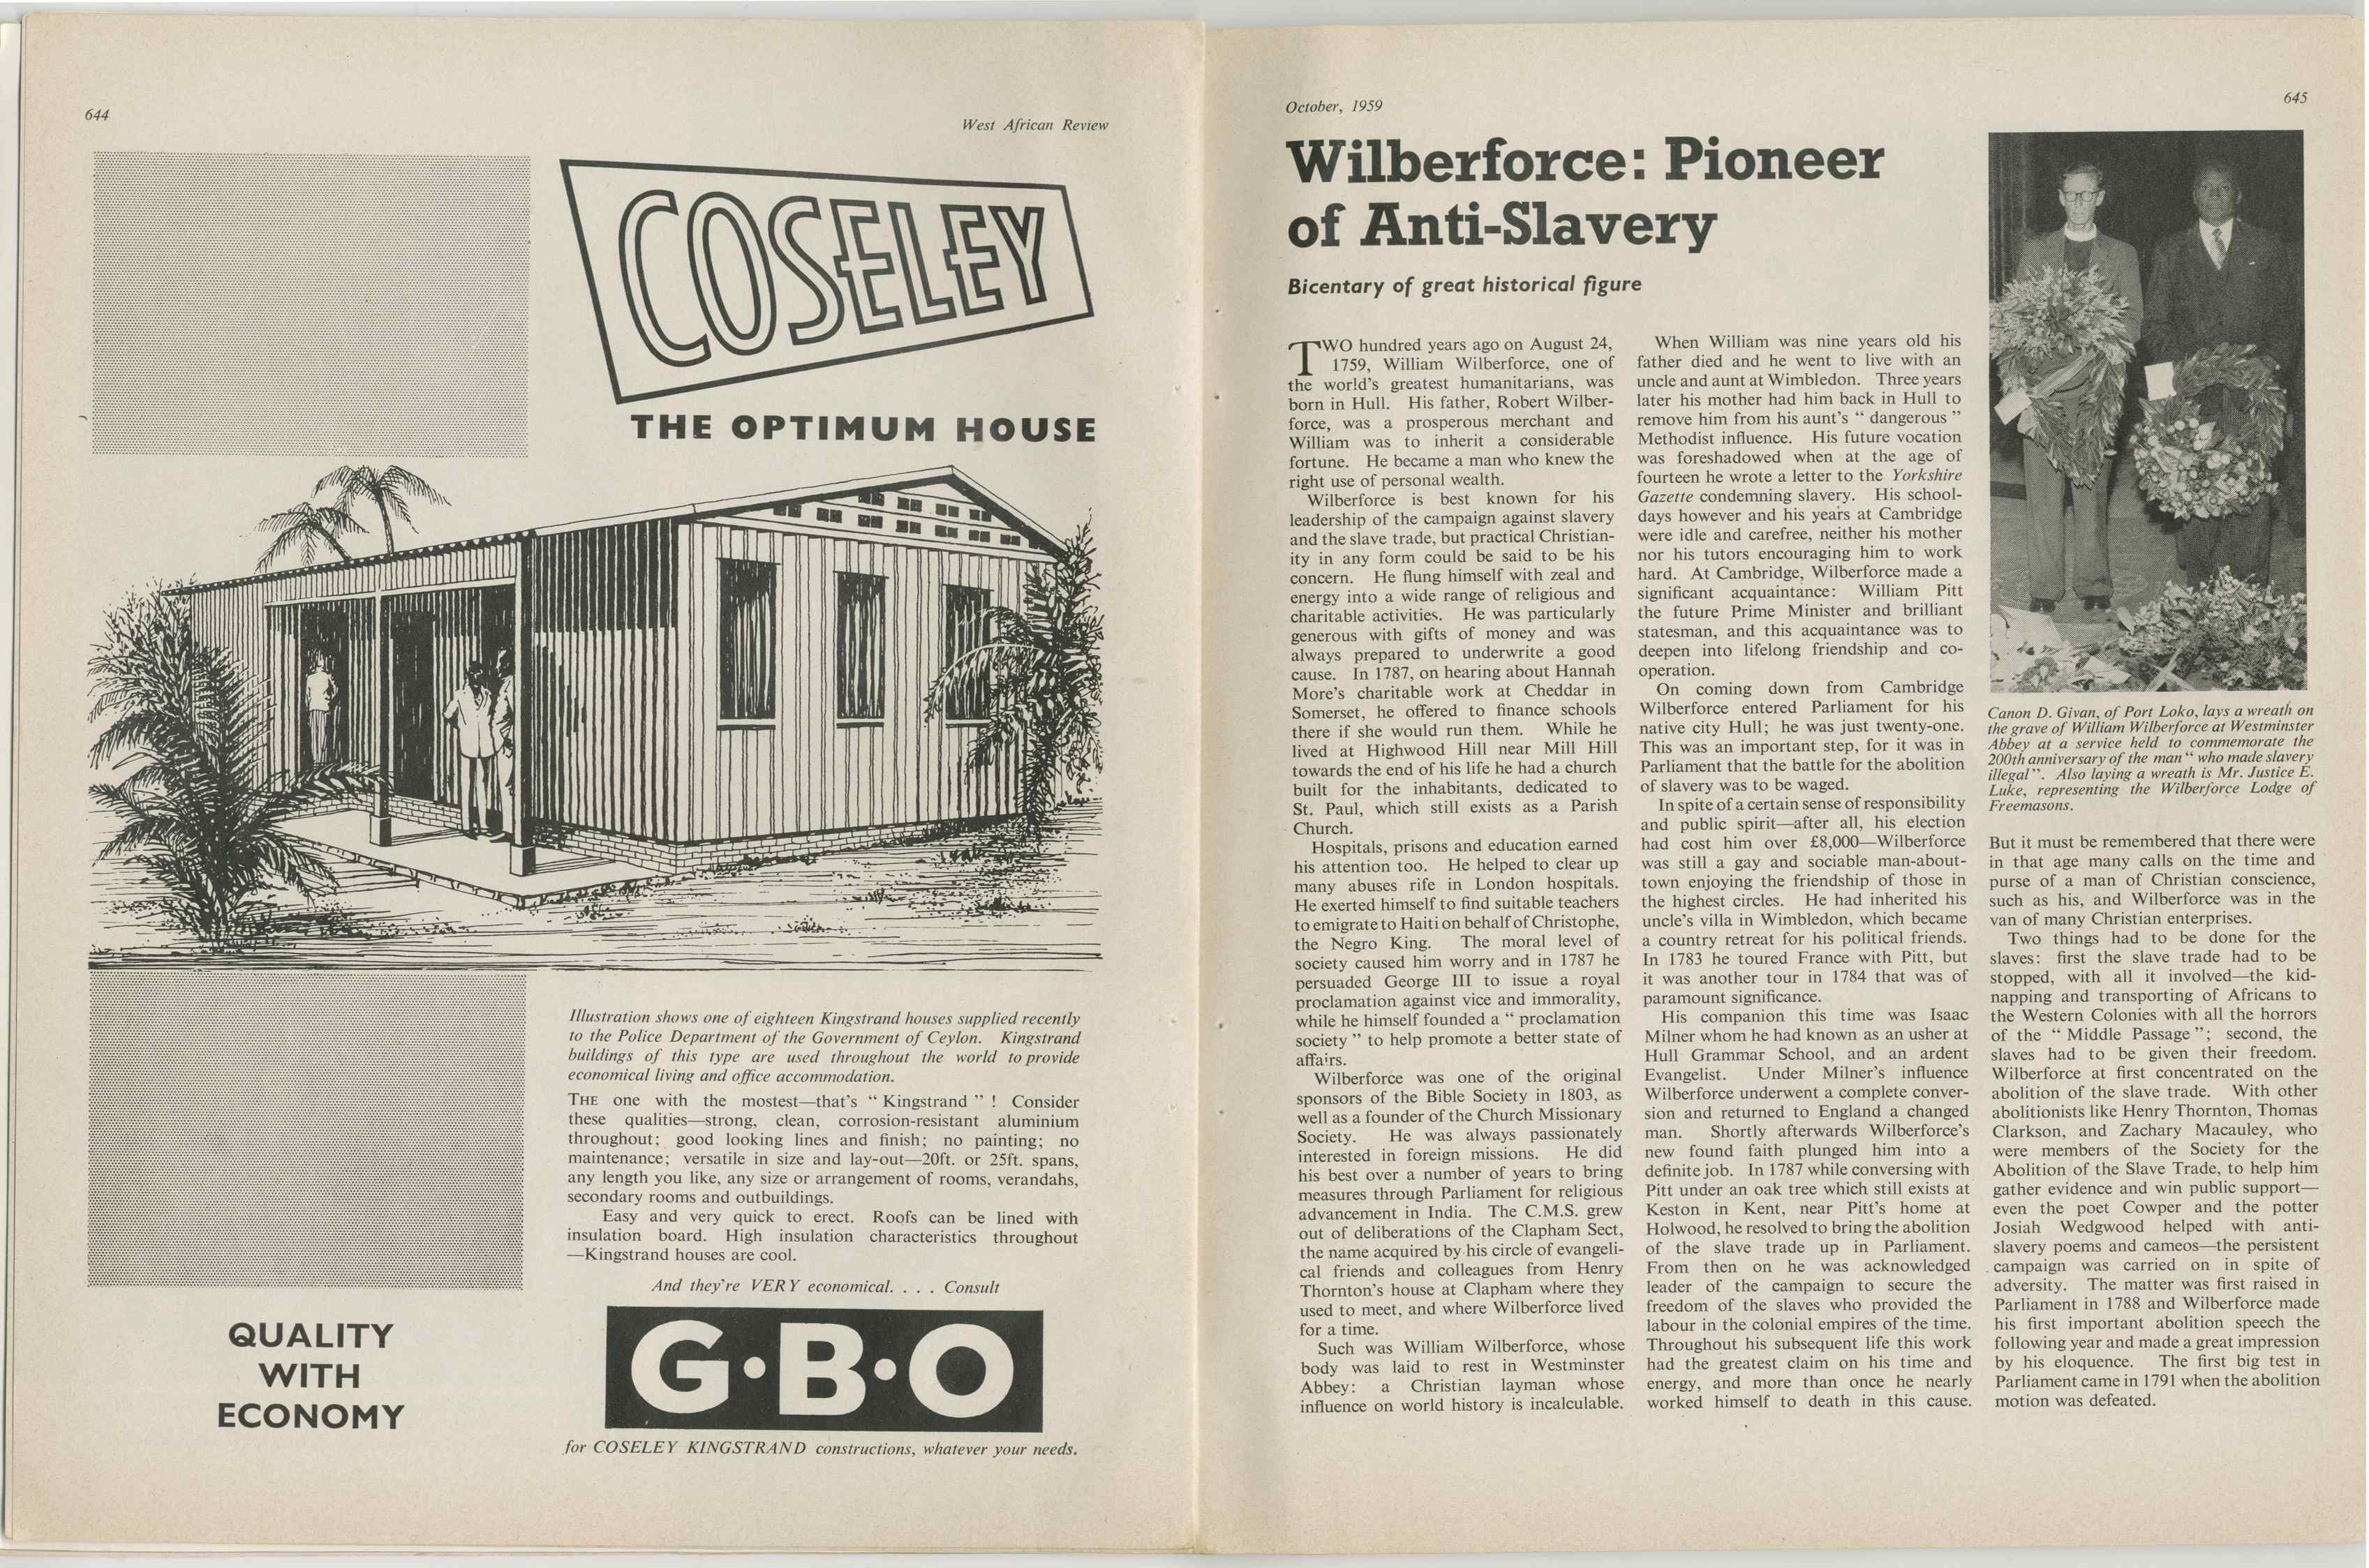 644
West African Review
COSELEY
THE OPTIMUM HOUSE
Illustration shows one of eighteen Kingstrand houses supplied recently
to the Police Department of the Government of Ceylon. Kingstrand
buildings of this type are used throughout the world to provide
economical living and office accommodation.
THE one with the mostest—that's “ Kingstrand ” ! Consider
these qualities—strong, clean, corrosion-resistant aluminium
throughout; good looking lines and finish; no painting; no
maintenance; versatile in size and lay-out—20ft. or 25ft. spans,
any length you like, any size or arrangement of rooms, verandahs,
secondary rooms and outbuildings.
Easy and very quick to erect. Roofs can be lined with
insulation board. High insulation characteristics throughout
—Kingstrand houses are cool.
And they're VERY economical. . . . Consult
G·B·O
for COSELEY KINGSTRAND constructions, whatever your needs.
QUALITY
WITH
ECONOMY
October, 1959
645
Wilberforce: Pioneer
of Anti-Slavery
Bicentary of great historical figure
TWO hundred years ago on August 24,
1759, William Wilberforce, one of
the world's greatest humanitarians, was
born in Hull. His father, Robert Wilber-
force, was a prosperous merchant and
William was to inherit a considerable
fortune. He became a man who knew the
right use of personal wealth.
Wilberforce is best known for his
leadership of the campaign against slavery
and the slave trade, but practical Christian-
ity in any form could be said to be his
concern. He flung himself with zeal and
energy into a wide range of religious and
charitable activities. He was particularly
generous with gifts of money and was
always prepared to underwrite a good
cause. In 1787, on hearing about Hannah
More's charitable work at Cheddar in
Somerset, he offered to finance schools
there if she would run them. While he
lived at Highwood Hill near Mill Hill
towards the end of his life he had a church
built for the inhabitants, dedicated to
St. Paul, which still exists as a Parish
Church.
Hospitals, prisons and education earned
his attention too. He helped to clear up
many abuses rife in London hospitals.
He exerted himself to find suitable teachers
to emigrate to Haiti on behalf of Christophe,
the Negro King. The moral level of
society caused him worry and in 1787 he
persuaded George III to issue a royal
proclamation against vice and immorality,
while he himself founded a “ proclamation
society ” to help promote a better state of
affairs.
Wilberforce was one of the original
sponsors of the Bible Society in 1803, as
well as a founder of the Church Missionary
Society. He was always passionately
interested in foreign missions. He did
his best over a number of years to bring
measures through Parliament for religious
advancement in India. The C.M.S. grew
out of deliberations of the Clapham Sect,
the name acquired by his circle of evangeli-
cal friends and colleagues from Henry
Thornton's house at Clapham where they
used to meet, and where Wilberforce lived
for a time.
Such was William Wilberforce, whose
body was laid to rest in Westminster
Abbey: a Christian layman whose
influence on world history is incalculable.
When William was nine years old his
father died and he went to live with an
uncle and aunt at Wimbledon. Three years
later his mother had him back in Hull to
remove him from his aunt's “ dangerous ”
Methodist influence. His future vocation
was foreshadowed when at the age of
fourteen he wrote a letter to the Yorkshire
Gazette condemning slavery. His school-
days however and his years at Cambridge
were idle and carefree, neither his mother
nor his tutors encouraging him to work
hard. At Cambridge, Wilberforce made a
significant acquaintance: William Pitt
the future Prime Minister and brilliant
statesman, and this acquaintance was to
deepen into lifelong friendship and co-
operation.
On coming down from Cambridge
Wilberforce entered Parliament for his
native city Hull; he was just twenty-one.
This was an important step, for it was in
Parliament that the battle for the abolition
of slavery was to be waged.
In spite of a certain sense of responsibility
and public spirit—after all, his election
had cost him over £8,000—Wilberforce
was still a gay and sociable man-about-
town enjoying the friendship of those in
the highest circles. He had inherited his
uncle's villa in Wimbledon, which became
a country retreat for his political friends.
In 1783 he toured France with Pitt, but
it was another tour in 1784 that was of
paramount significance.
His companion this time was Isaac
Milner whom he had known as an usher at
Hull Grammar School, and an ardent
Evangelist. Under Milner's influence
Wilberforce underwent a complete conver-
sion and returned to England a changed
man. Shortly afterwards Wilberforce's
new found faith plunged him into a
definite job. In 1787 while conversing with
Pitt under an oak tree which still exists at
Keston in Kent, near Pitt's home at
Holwood, he resolved to bring the abolition
of the slave trade up in Parliament.
From then on he was acknowledged
leader of the campaign to secure the
freedom of the slaves who provided the
labour in the colonial empires of the time.
Throughout his subsequent life this work
had the greatest claim on his time and
energy, and more than once he nearly
worked himself to death in this cause.
Canon D. Givan, of Port Loko, lays a wreath on
the grave of William Wilberforce at Westminster
Abbey at a service held to commemorate the
200th anniversary of the man “ who made slavery
illegal ”. Also laying a wreath is Mr. Justice E.
Luke, representing the Wilberforce Lodge of
Freemasons.
But it must be remembered that there were
in that age many calls on the time and
purse of a man of Christian conscience,
such as his, and Wilberforce was in the
van of many Christian enterprises.
Two things had to be done for the
slaves: first the slave trade had to be
stopped, with all it involved—the kid-
napping and transporting of Africans to
the Western Colonies with all the horrors
of the “ Middle Passage ”; second, the
slaves had to be given their freedom.
Wilberforce at first concentrated on the
abolition of the slave trade. With other
abolitionists like Henry Thornton, Thomas
Clarkson, and Zachary Macauley, who
were members of the Society for the
Abolition of the Slave Trade, to help him
gather evidence and win public support—
even the poet Cowper and the potter
Josiah Wedgwood helped with anti-
slavery poems and cameos—the persistent
campaign was carried on in spite of
adversity. The matter was first raised in
Parliament in 1788 and Wilberforce made
his first important abolition speech the
following year and made a great impression
by his eloquence. The first big test in
Parliament came in 1791 when the abolition
motion was defeated.